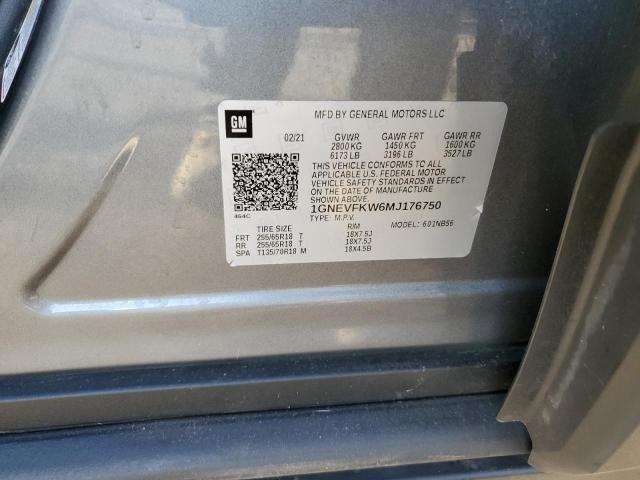 GM
MFD BY GENERAL MOTORS LLC
02/21 GVWR GAWR FRT GAWR RR
2800 KG 1450 KG 1600 KG
6173 LB 3196 LB 3527 LB
THIS VEHICLE CONFORMS TO ALL
APPLICABLE U.S. FEDERAL MOTOR
VEHICLE SAFETY STANDARDS IN EFFECT
ON THE DATE OF MANUFACTURE
SHOWN ABOVE.
1GNEVFKW6MJ176750
464C TYPE: M.P.V. MODEL: 601NB56
TIRE SIZE RIM
FRT 255/65R18 T 18X7.5J
RR 255/65R18 T 18X7.5J
SPA T135/70R18 M 18X4.5B